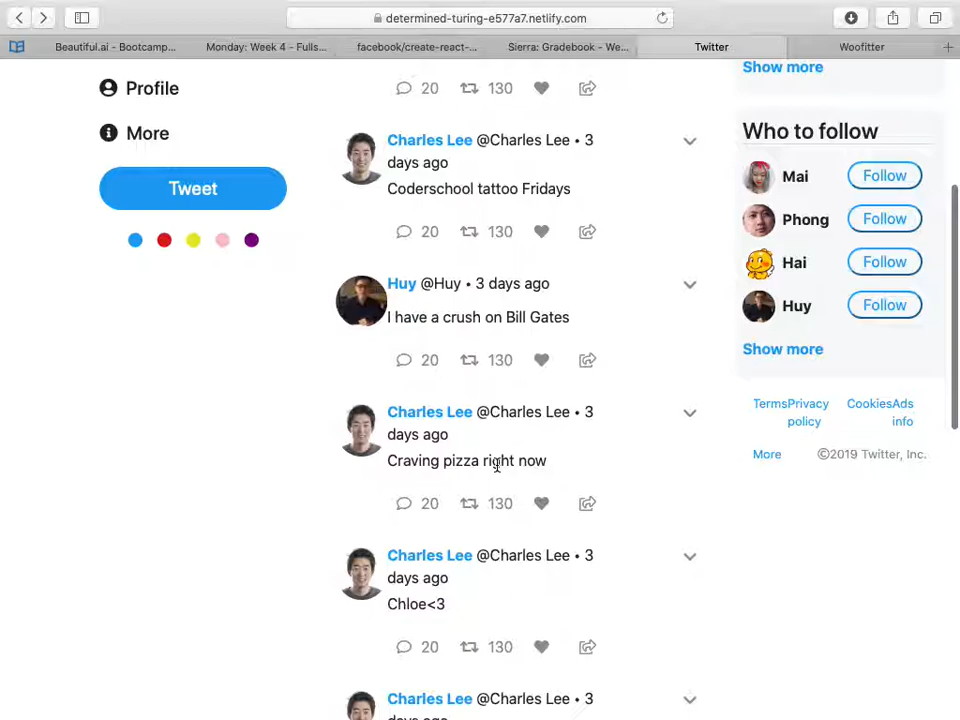 determined-turing-e577a7.netlify.com
Beautiful.ai - Bootcamp...
Monday: Week 4 - Fulls...
facebook/create-react-...
Sierra: Gradebook - We...
Twitter
Woofitter
Profile
More
Tweet
20 130
Charles Lee @Charles Lee • 3
days ago
Coderschool tattoo Fridays
20 130
Huy @Huy • 3 days ago
I have a crush on Bill Gates
20 130
Charles Lee @Charles Lee • 3
days ago
Craving pizza right now
20 130
Charles Lee @Charles Lee • 3
days ago
Chloe<3
20 130
Charles Lee @Charles Lee • 3
days ago
Show more
Who to follow
Mai Follow
Phong Follow
Hai Follow
Huy Follow
Show more
TermsPrivacy CookiesAds
policy info
More ©2019 Twitter, Inc.